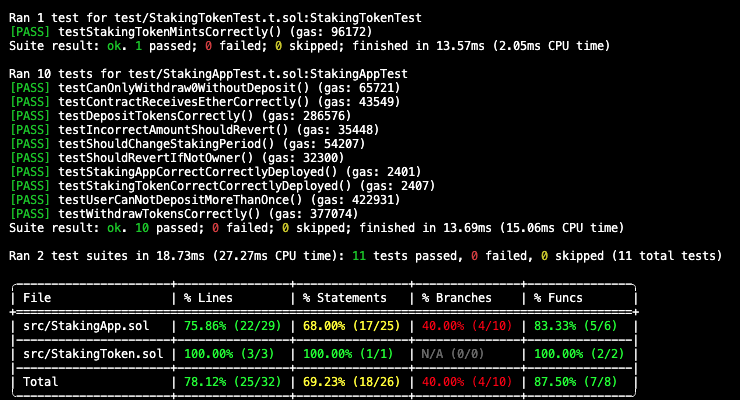 Ran 1 test for test/StakingTokenTest.t.sol:StakingTokenTest
[PASS] testStakingTokenMintsCorrectly() (gas: 96172)
Suite result: ok. 1 passed; 0 failed; 0 skipped; finished in 13.57ms (2.05ms CPU time)
Ran 10 tests for test/StakingAppTest.t.sol:StakingAppTest
[PASS] testCanOnlyWithdraw0WithoutDeposit() (gas: 65721)
[PASS] testContractReceivesEtherCorrectly() (gas: 43549)
[PASS] testDepositTokensCorrectly() (gas: 286576)
[PASS] testIncorrectAmountShouldRevert() (gas: 35448)
[PASS] testShouldChangeStakingPeriod() (gas: 54207)
[PASS] testShouldRevertIfNotOwner() (gas: 32300)
[PASS] testStakingAppCorrectCorrectlyDeployed() (gas: 2401)
[PASS] testStakingTokenCorrectCorrectlyDeployed() (gas: 2407)
[PASS] testUserCanNotDepositMoreThanOnce() (gas: 422931)
[PASS] testWithdrawTokensCorrectly() (gas: 377074)
Suite result: ok. 10 passed; 0 failed; 0 skipped; finished in 13.69ms (15.06ms CPU time)
Ran 2 test suites in 18.73ms (27.27ms CPU time): 11 tests passed, 0 failed, 0 skipped (11 total tests)
| File | % Lines | % Statements | % Branches | % Funcs |
| src/StakingApp.sol | 75.86% (22/29) | 68.00% (17/25) | 40.00% (4/10) | 83.33% (5/6) |
| src/StakingToken.sol | 100.00% (3/3) | 100.00% (1/1) | N/A (0/0) | 100.00% (2/2) |
| Total | 78.12% (25/32) | 69.23% (18/26) | 40.00% (4/10) | 87.50% (7/8) |